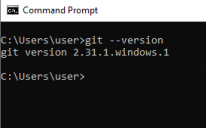 Command Prompt
C:\Users\user>git --version
git version 2.31.1.windows.1
C:\Users\user>